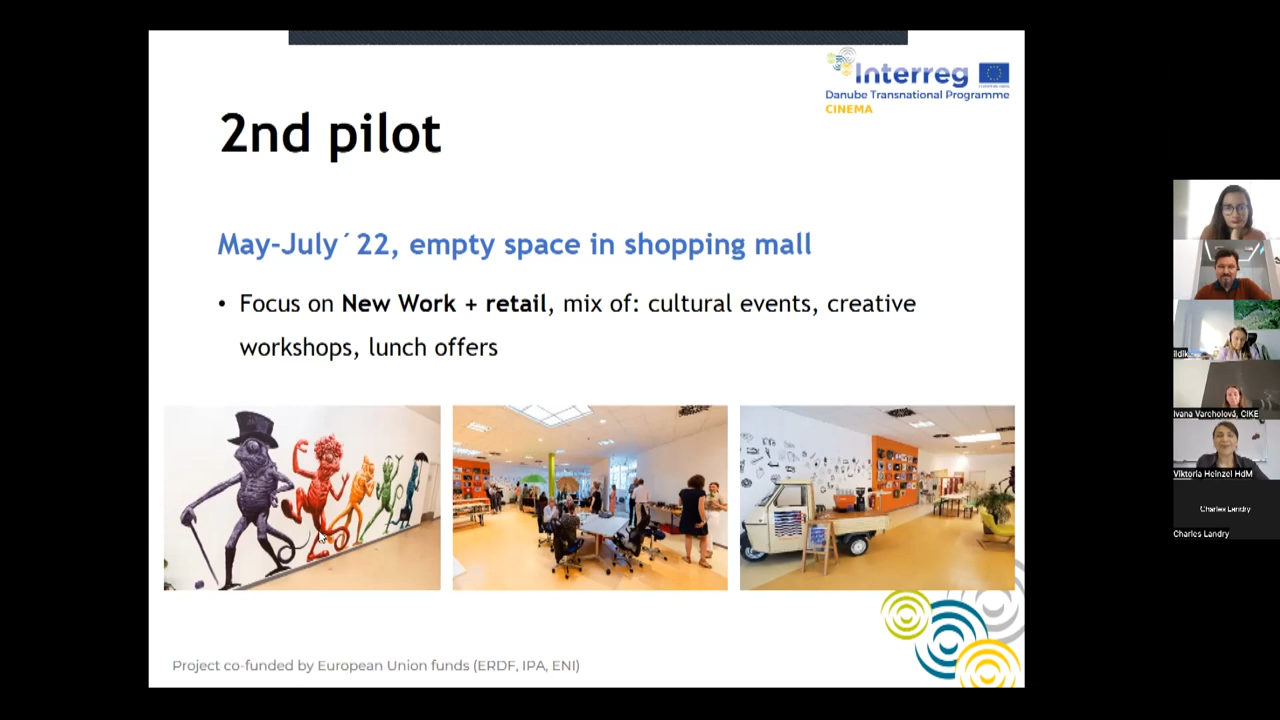 Interreg
Danube Transnational Programme
CINEMA
2nd pilot
May-July´22, empty space in shopping mall
• Focus on New Work + retail, mix of: cultural events, creative
workshops, lunch offers
Project co-funded by European Union funds (ERDF, IPA, ENI)
Ivana Varcholová, CIKE
Viktoria Heinzel HdM
Charles Landry
Charles Landry